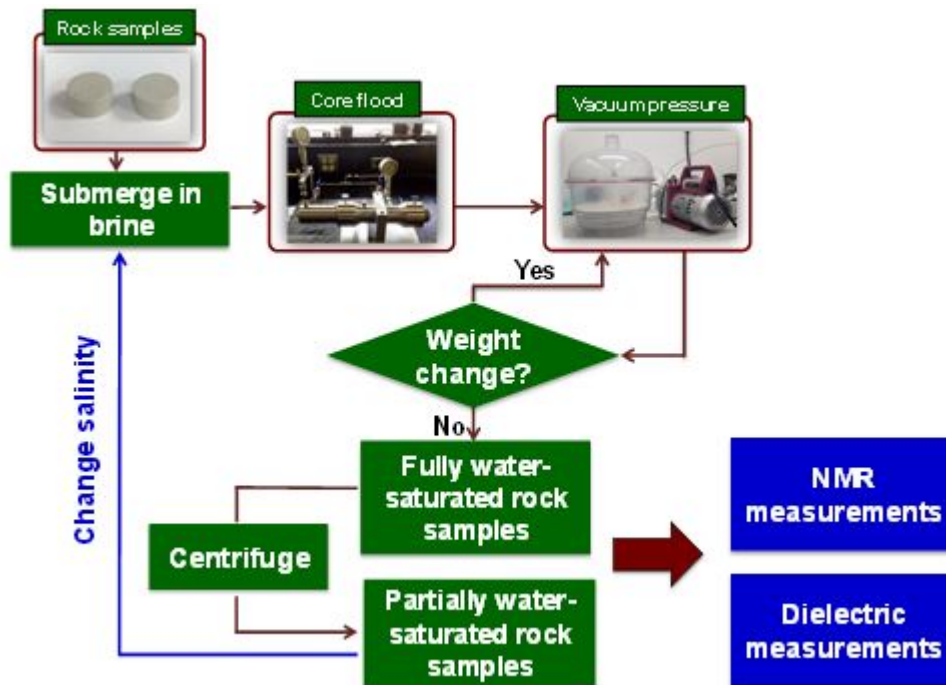 Rock samples
Core flood
Vacuum pressure
Submerge in
brine
Yes
Weight
change?
No
Change salinity
Fully water-
saturated rock
samples
NMR
measurements
Centrifuge
Partially water-
saturated rock
samples
Dielectric
measurements